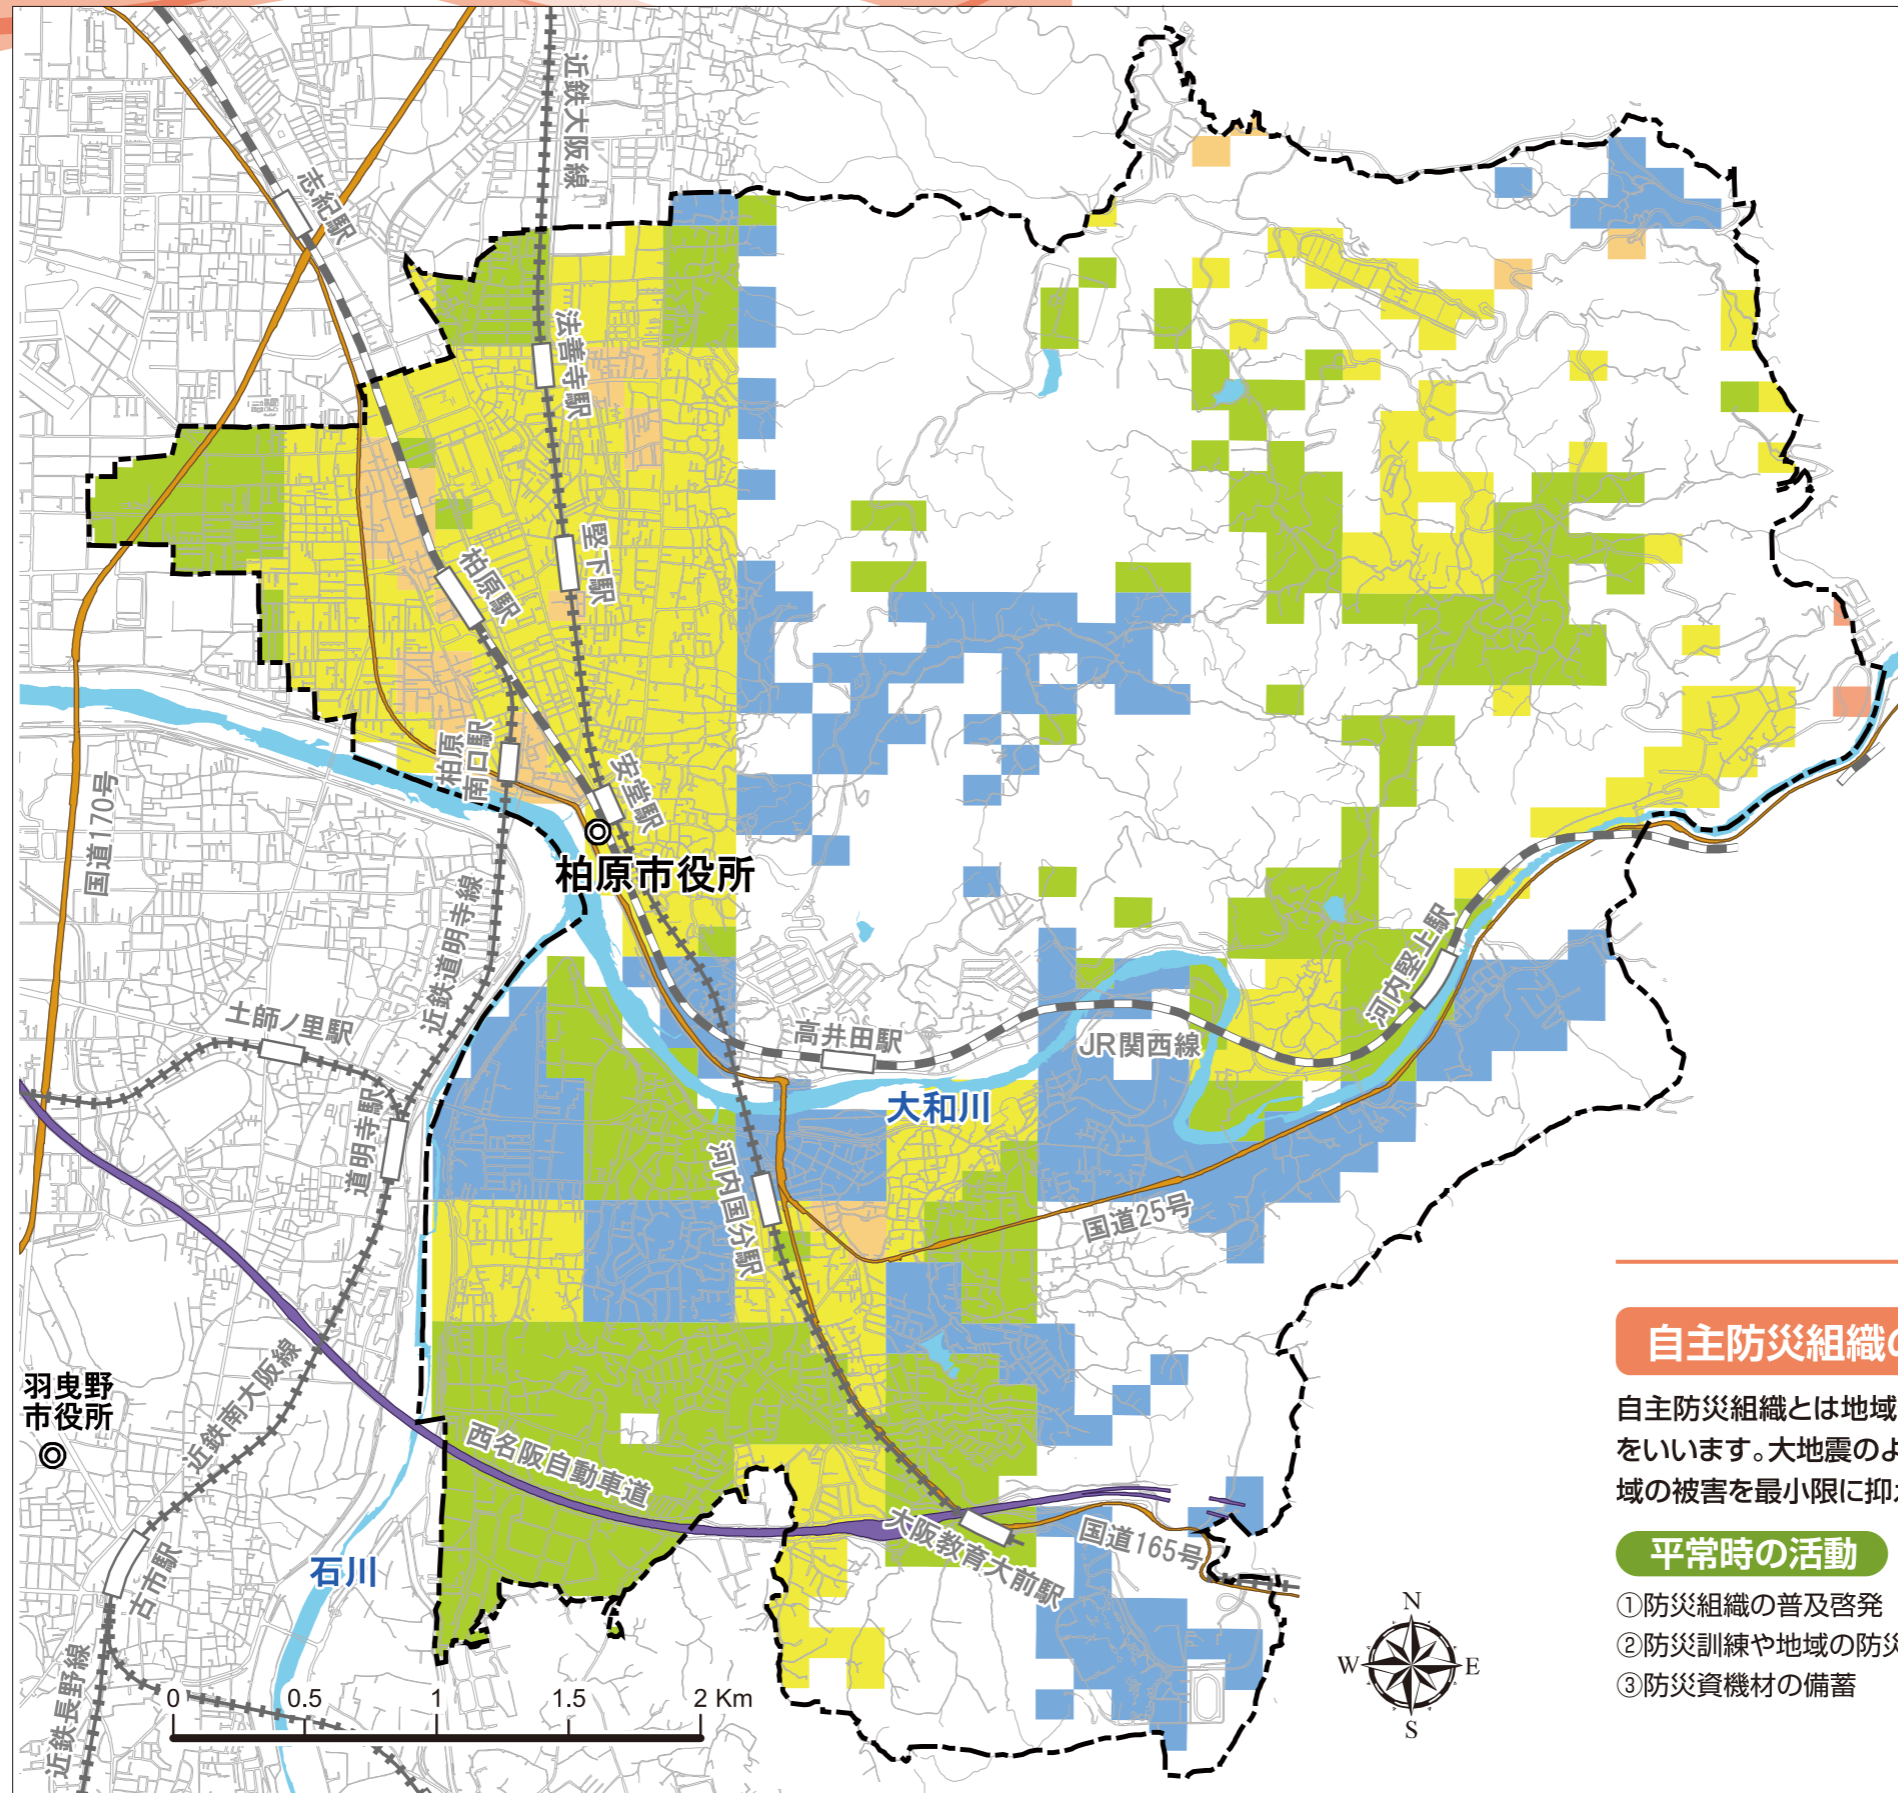 近鉄大阪線
志紀駅
法善寺駅
堅下駅
柏原駅
柏原
南口駅
安堂駅
国道170号
柏原市役所
近鉄道明寺線
土師ノ里駅
高井田駅
JR関西線
河内堅上駅
大和川
道明寺駅
河内国分駅
国道25号
羽曳野
市役所
近鉄南大阪線
西名阪自動車道
大阪教育大前駅
国道165号
石川
古市駅
近鉄長野線
0 0.5 1 1.5 2 Km
N
W E
S
自主防災組織の
自主防災組織とは地域
をいいます。大地震のよ
域の被害を最小限に抑え
平常時の活動
①防災組織の普及啓発
②防災訓練や地域の防災
③防災資機材の備蓄